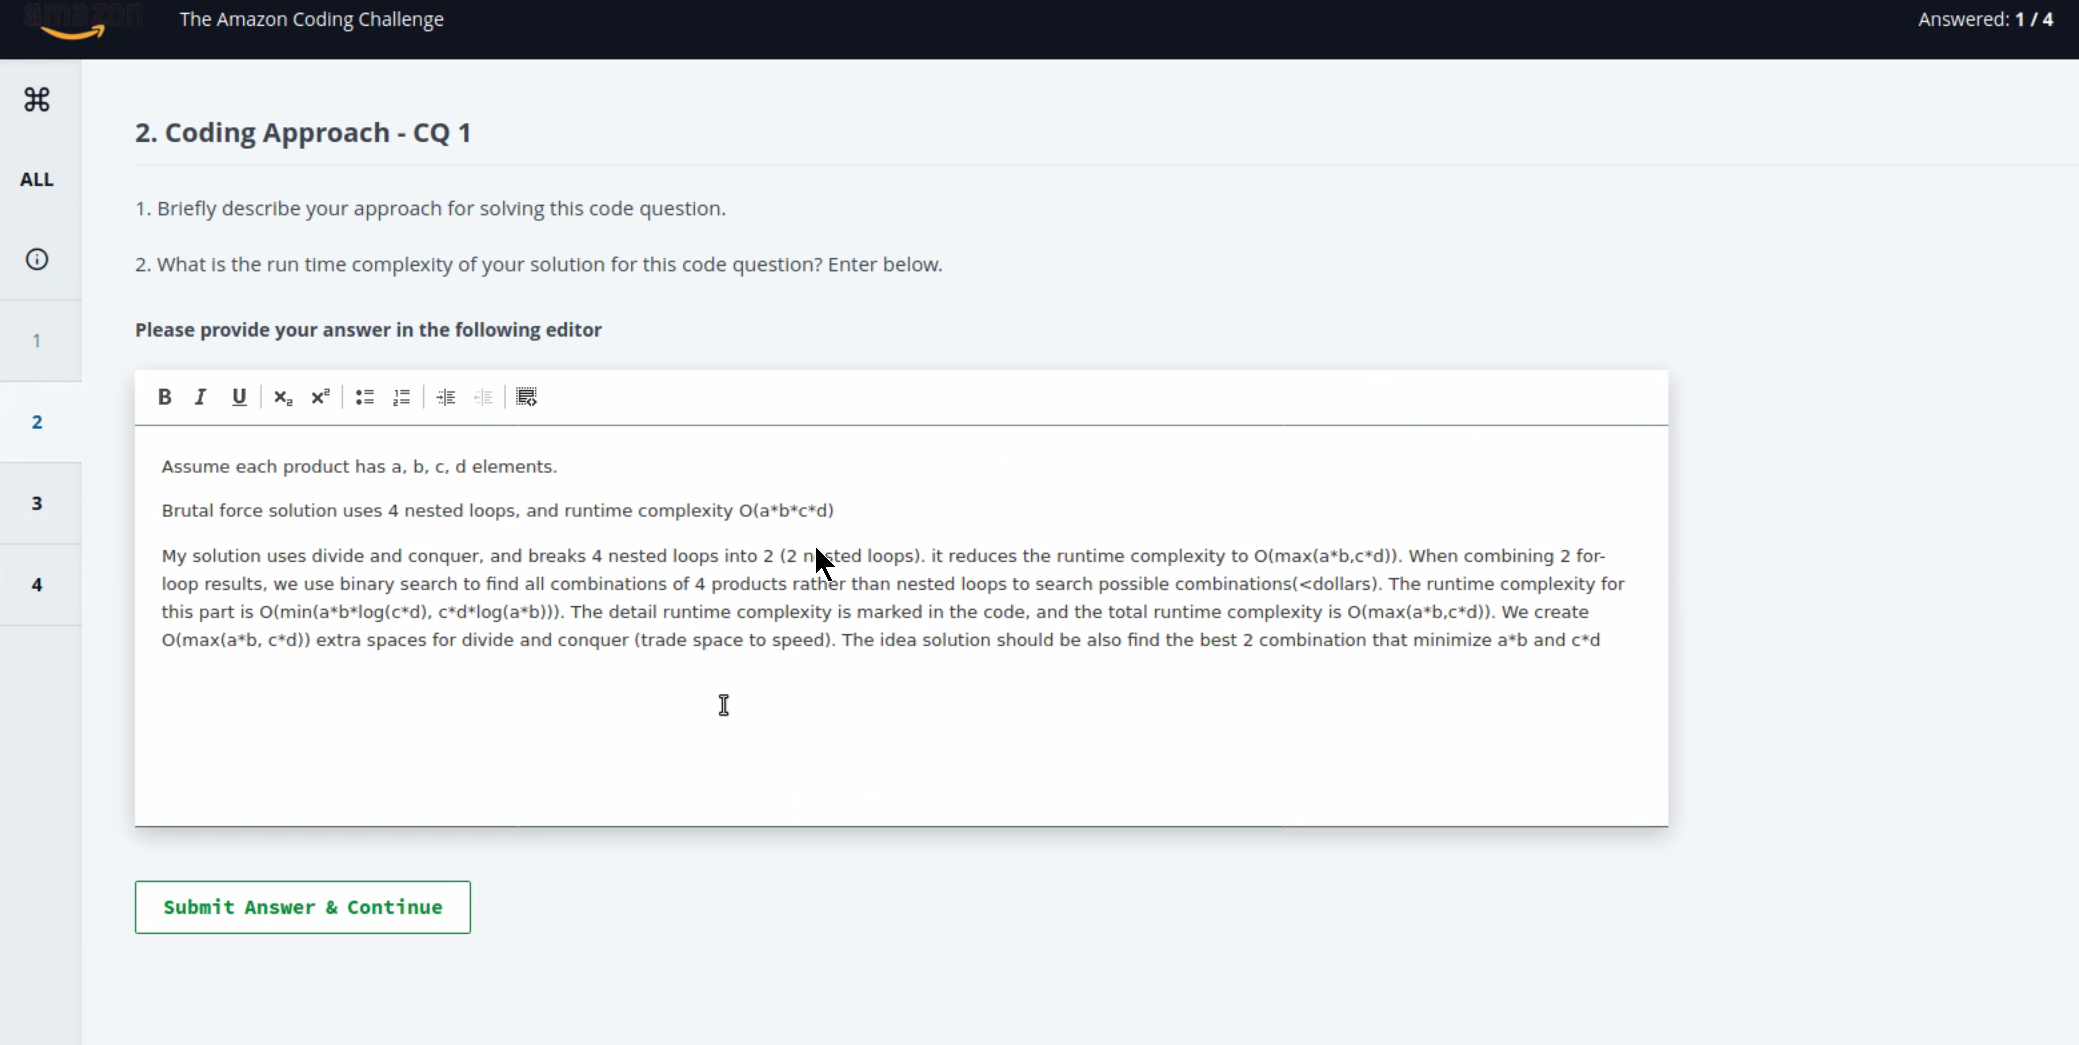 amazon
The Amazon Coding Challenge
Answered: 1 / 4
ALL
1
2
3
4
2. Coding Approach - CQ 1
1. Briefly describe your approach for solving this code question.
2. What is the run time complexity of your solution for this code question? Enter below.
Please provide your answer in the following editor
B I U X₂ X²
Assume each product has a, b, c, d elements.
Brutal force solution uses 4 nested loops, and runtime complexity O(a*b*c*d)
My solution uses divide and conquer, and breaks 4 nested loops into 2 (2 nested loops). it reduces the runtime complexity to O(max(a*b,c*d)). When combining 2 for-
loop results, we use binary search to find all combinations of 4 products rather than nested loops to search possible combinations(<dollars). The runtime complexity for
this part is O(min(a*b*log(c*d), c*d*log(a*b))). The detail runtime complexity is marked in the code, and the total runtime complexity is O(max(a*b,c*d)). We create
O(max(a*b, c*d)) extra spaces for divide and conquer (trade space to speed). The idea solution should be also find the best 2 combination that minimize a*b and c*d
Submit Answer & Continue